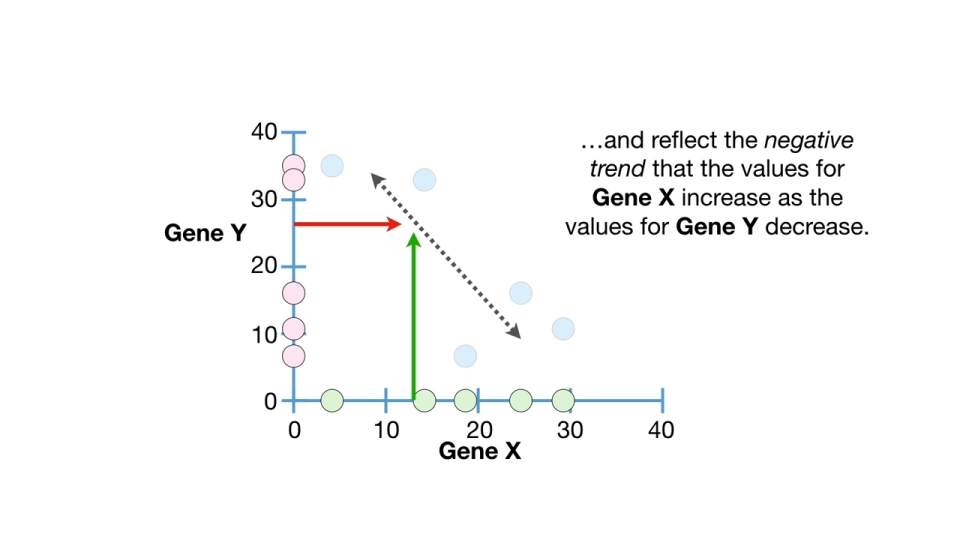 …and reflect the negative
trend that the values for
Gene X increase as the
values for Gene Y decrease.
40
30
Gene Y
20
10
0
0 10 20 30 40
Gene X